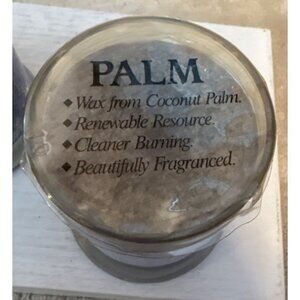 PALM
◆ Wax from Coconut Palm.
◆ Renewable Resource
◆ Cleaner Burning.
◆ Beautifully Fragranced.